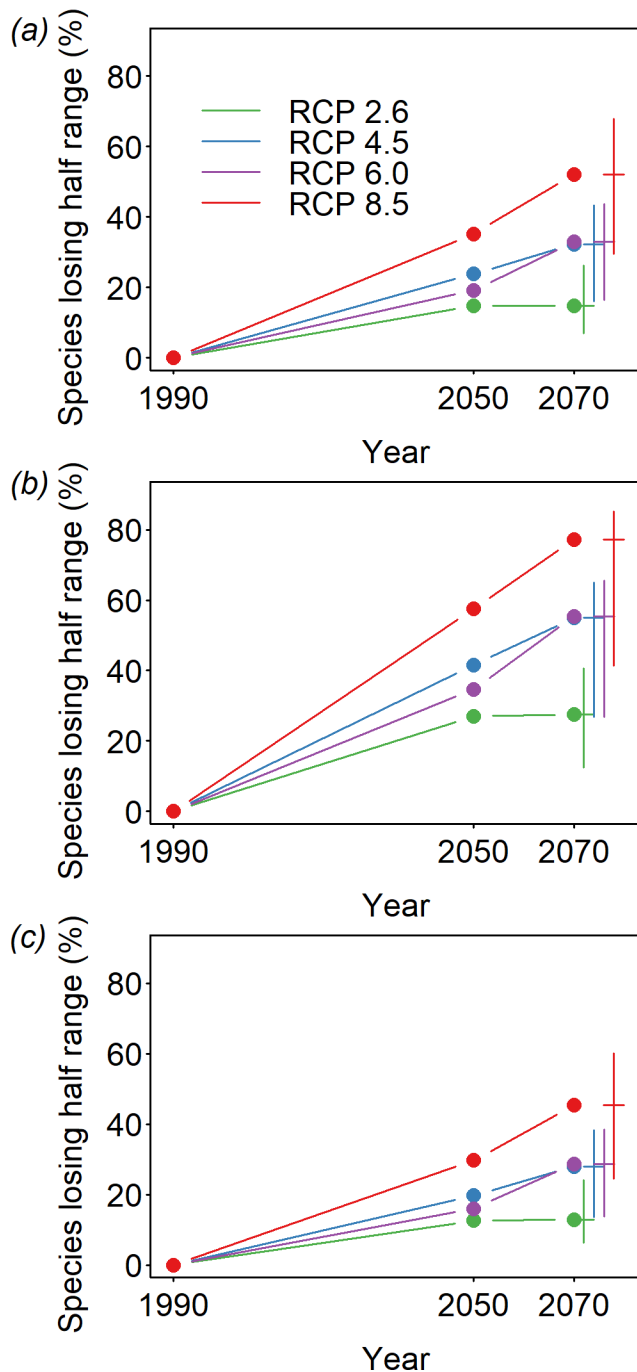 (a)
Species losing half range (%)
80
60
40
20
0
RCP 2.6
RCP 4.5
RCP 6.0
RCP 8.5
1990 2050 2070
Year
(b)
Species losing half range (%)
80
60
40
20
0
1990 2050 2070
Year
(c)
Species losing half range (%)
80
60
40
20
0
1990 2050 2070
Year